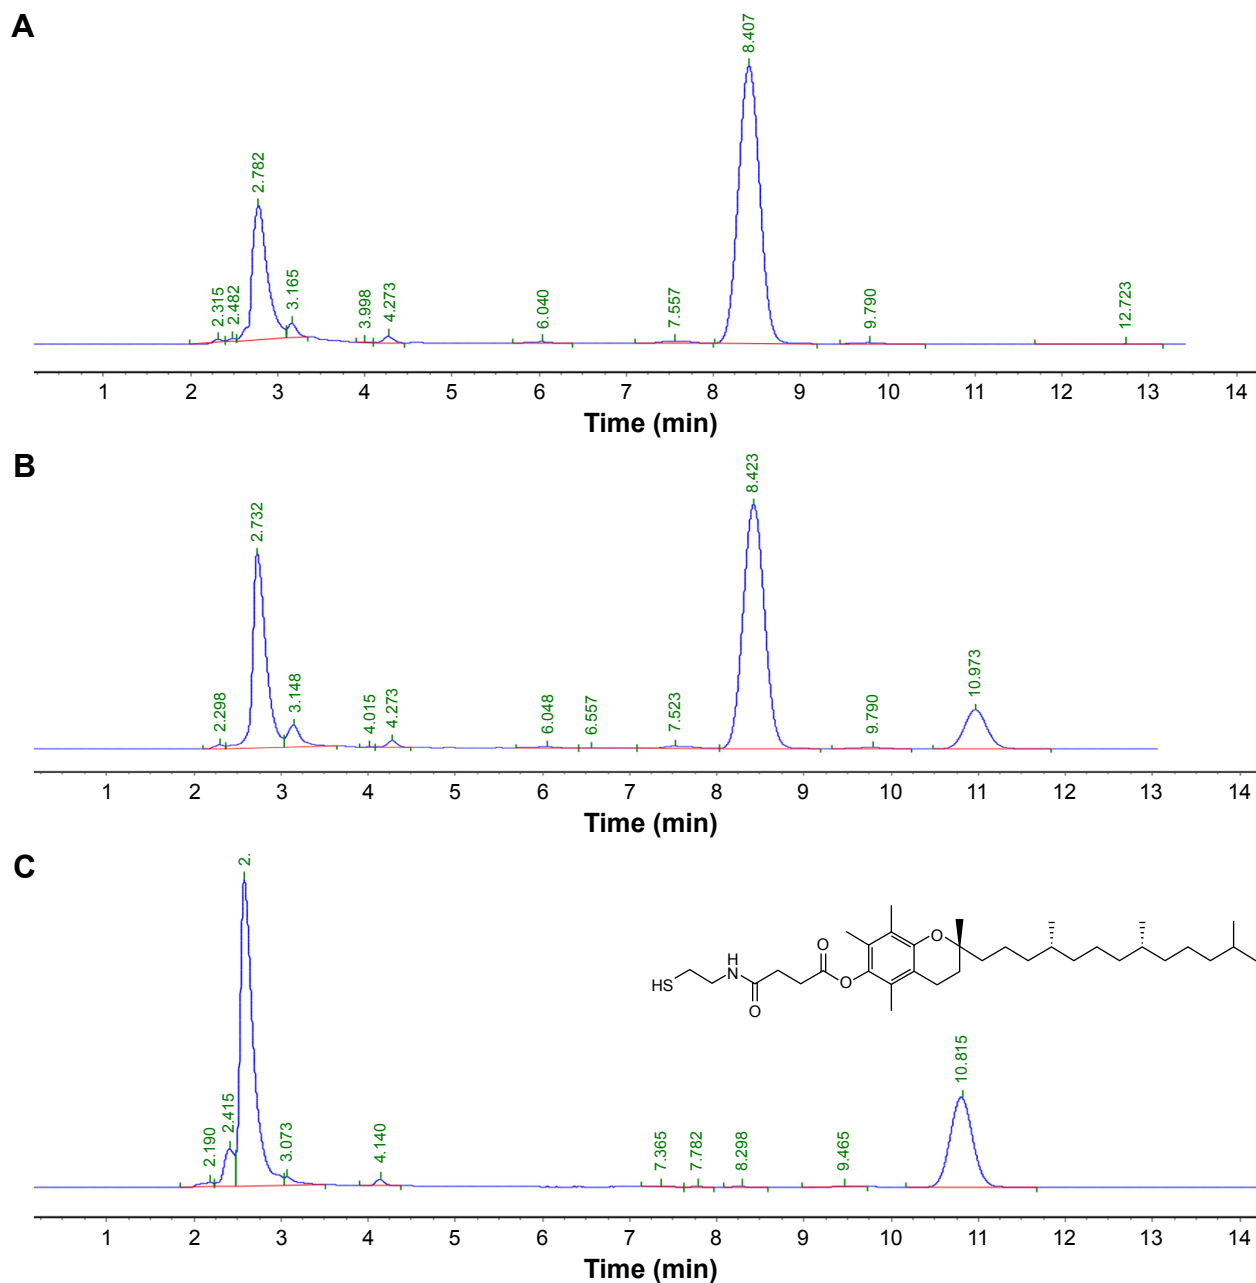 A
2.315
2.482
2.782
3.165
3.998
4.273
6.040
7.557
8.407
9.790
12.723
1 2 3 4 5 6 7 8 9 10 11 12 13 14
Time (min)
B
2.298
2.732
3.148
4.015
4.273
6.048
6.557
7.523
8.423
9.790
10.973
1 2 3 4 5 6 7 8 9 10 11 12 13 14
Time (min)
C
2.190
2.415
2.
3.073
4.140
7.365
7.782
8.298
9.465
10.815
HS
H
N
O
O
O
O
1 2 3 4 5 6 7 8 9 10 11 12 13 14
Time (min)